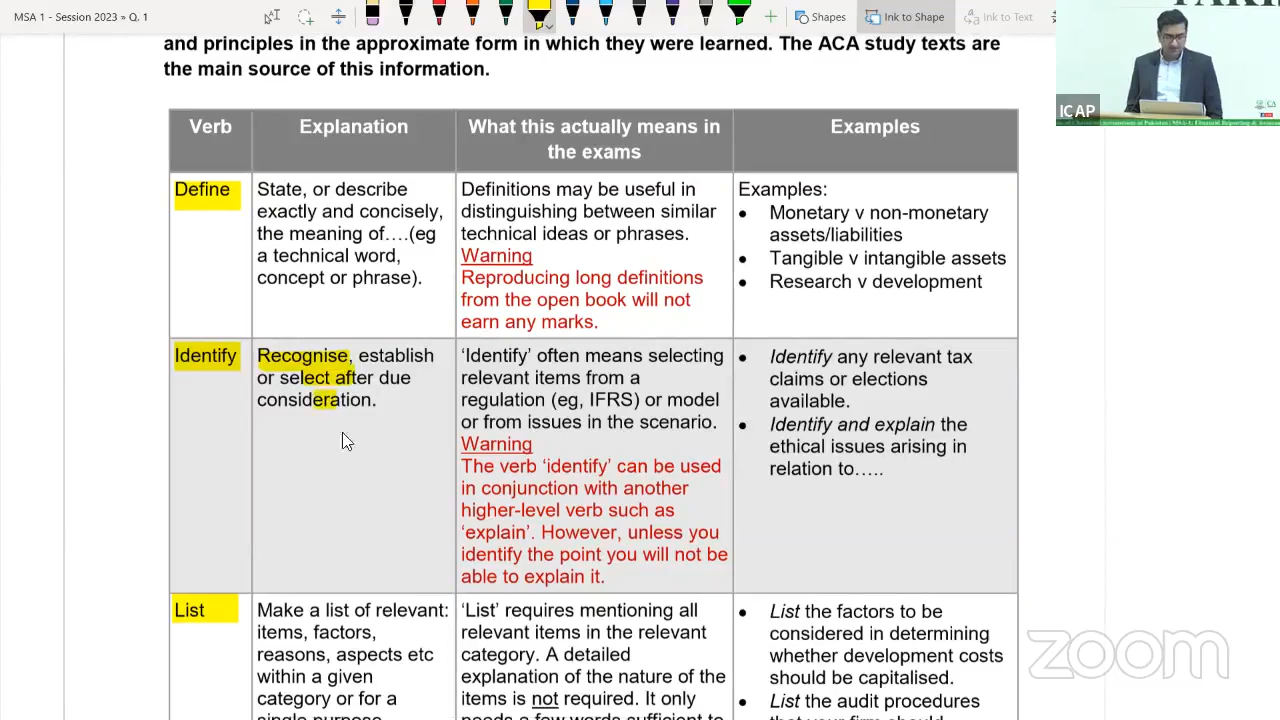 MSA 1 - Session 2023 » Q. 1
Shapes
Ink to Shape
Ink to Text
and principles in the approximate form in which they were learned. The ACA study texts are
the main source of this information.
Verb
Explanation
What this actually means in
the exams
Examples
Define
State, or describe
exactly and concisely,
the meaning of….(eg
a technical word,
concept or phrase).
Definitions may be useful in
distinguishing between similar
technical ideas or phrases.
Warning
Reproducing long definitions
from the open book will not
earn any marks.
Examples:
• Monetary v non-monetary
assets/liabilities
• Tangible v intangible assets
• Research v development
Identify
Recognise, establish
or select after due
consideration.
‘Identify’ often means selecting
relevant items from a
regulation (eg, IFRS) or model
or from issues in the scenario.
Warning
The verb ‘identify’ can be used
in conjunction with another
higher-level verb such as
‘explain’. However, unless you
identify the point you will not be
able to explain it.
• Identify any relevant tax
claims or elections
available.
• Identify and explain the
ethical issues arising in
relation to…..
List
Make a list of relevant:
items, factors,
reasons, aspects etc
within a given
category or for a
single purpose
‘List’ requires mentioning all
relevant items in the relevant
category. A detailed
explanation of the nature of the
items is not required. It only
needs a few words sufficient to
• List the factors to be
considered in determining
whether development costs
should be capitalised.
• List the audit procedures
that your firm should
ICAP
CA
zoom